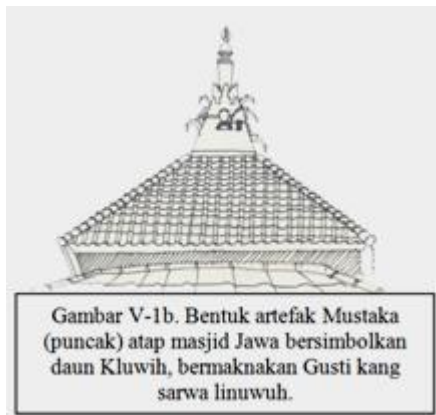 Gambar V-1b. Bentuk artefak Mustaka
(puncak) atap masjid Jawa bersimbolkan
daun Kluwih, bermaknakan Gusti kang
sarwa linuwuh.